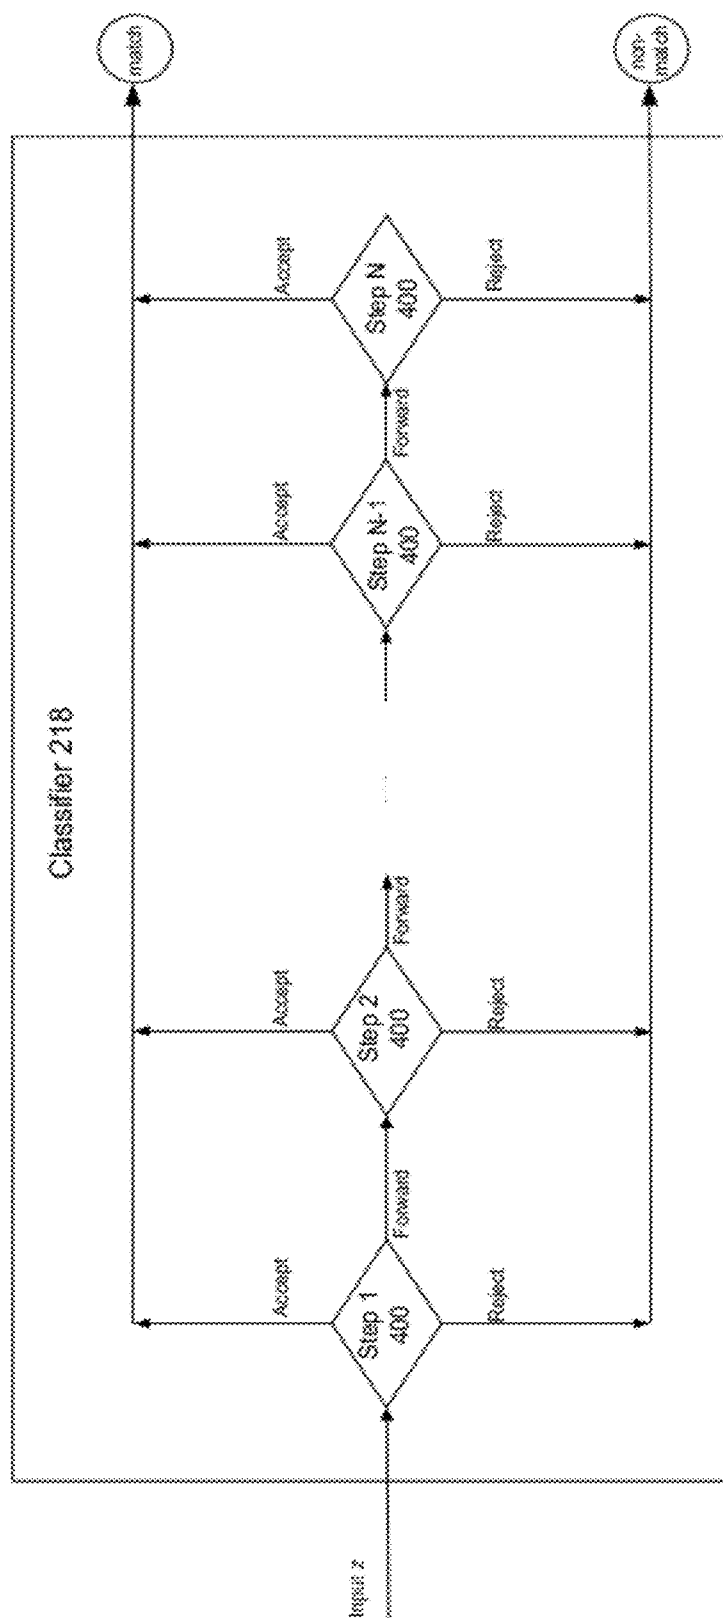 Classifier 218
Input z
Step 1
400
Accept
Reject
Forward
Step 2
400
Accept
Reject
Forward
Step N-1
400
Accept
Reject
Forward
Step N
400
Accept
Reject
match
non-
match